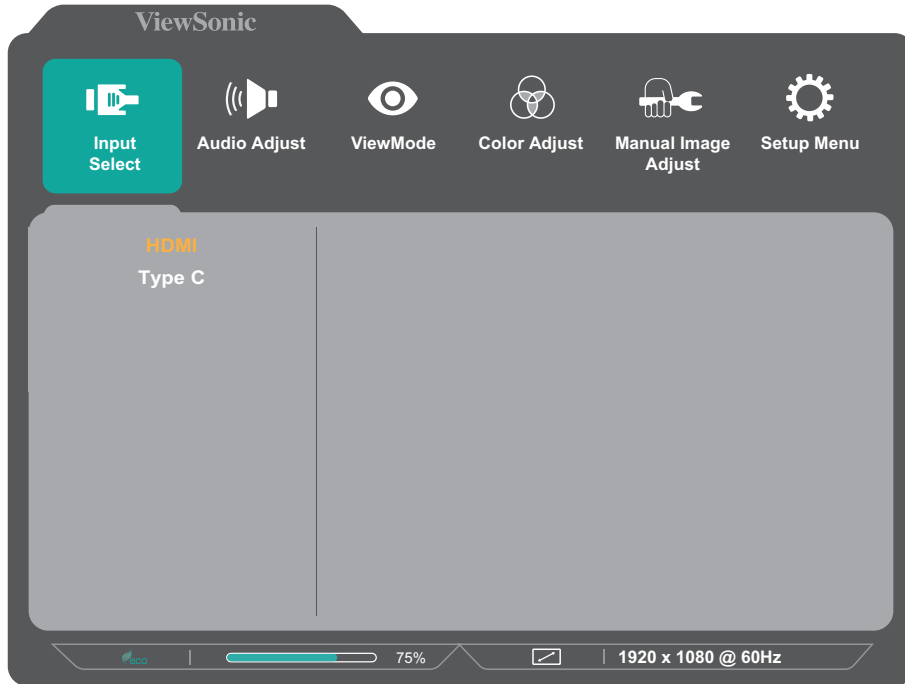 ViewSonic
Input
Select
Audio Adjust
ViewMode
Color Adjust
Manual Image
Adjust
Setup Menu
HDMI
Type C
eco
75%
1920 x 1080 @ 60Hz